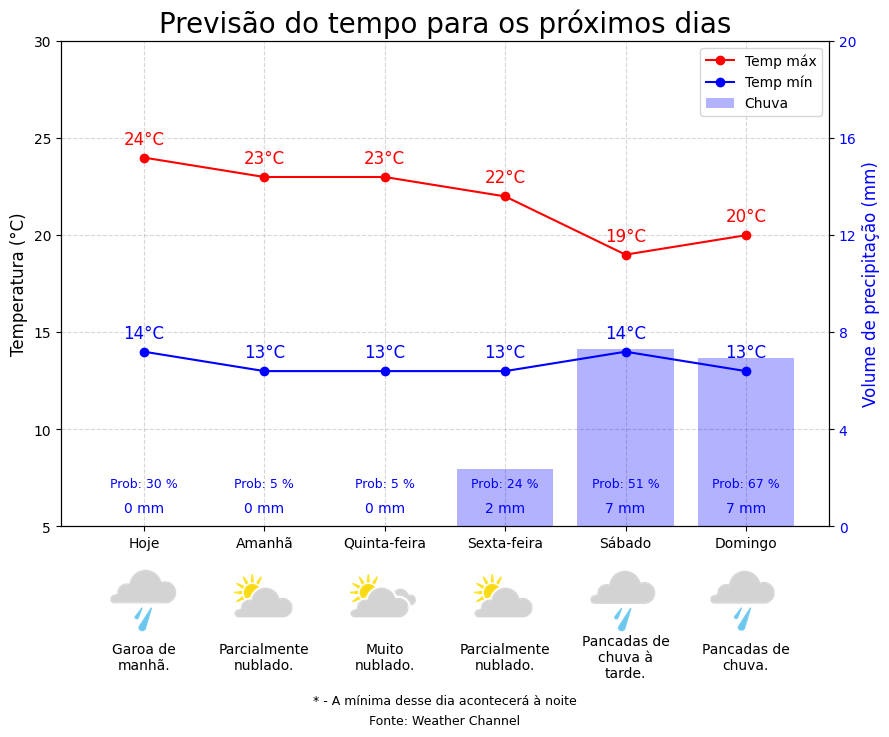 Previsão do tempo para os próximos dias
30
25
20
15
10
5
Temperatura (°C)
20
16
12
8
4
0
Volume de precipitação (mm)
Temp máx
Temp mín
Chuva
24°C
23°C
23°C
22°C
19°C
20°C
14°C
13°C
13°C
13°C
14°C
13°C
Prob: 30 %
Prob: 5 %
Prob: 5 %
Prob: 24 %
Prob: 51 %
Prob: 67 %
0 mm
0 mm
0 mm
2 mm
7 mm
7 mm
Hoje
Amanhã
Quinta-feira
Sexta-feira
Sábado
Domingo
Garoa de
manhã.
Parcialmente
nublado.
Muito
nublado.
Parcialmente
nublado.
Pancadas de
chuva à
tarde.
Pancadas de
chuva.
* - A mínima desse dia acontecerá à noite
Fonte: Weather Channel